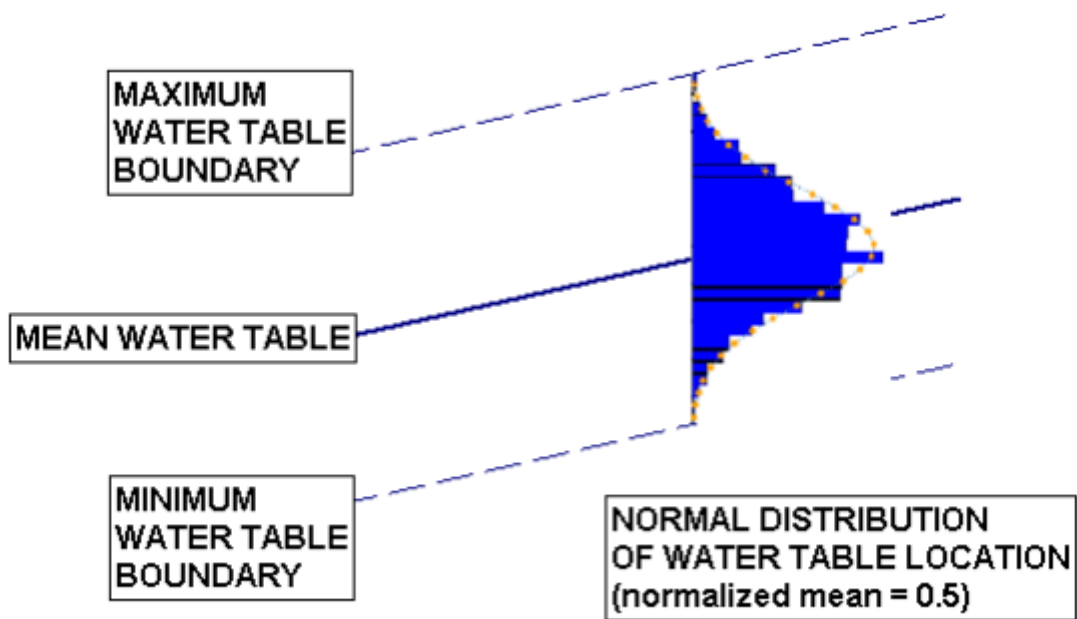 MAXIMUM
WATER TABLE
BOUNDARY
MEAN WATER TABLE
MINIMUM
WATER TABLE
BOUNDARY
NORMAL DISTRIBUTION
OF WATER TABLE LOCATION
(normalized mean = 0.5)